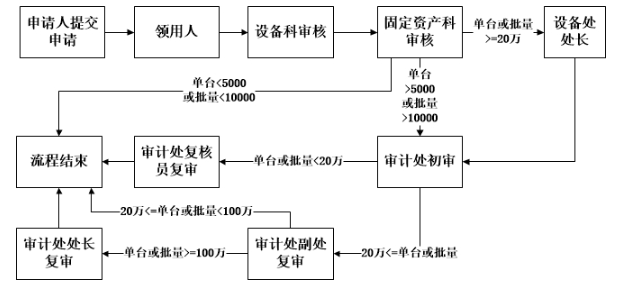 申请人提交
申请
领用人
设备科审核
固定资产科
审核
单台或批量
>=20万
设备处
处长
单台<5000
或批量<10000
单台
>5000
或批量
>10000
流程结束
审计处复核
员复审
单台或批量<20万
审计处初审
20万<=单台或批量<100万
审计处处长
复审
单台或批量>=100万
审计处副处
复审
20万<=单台或批量